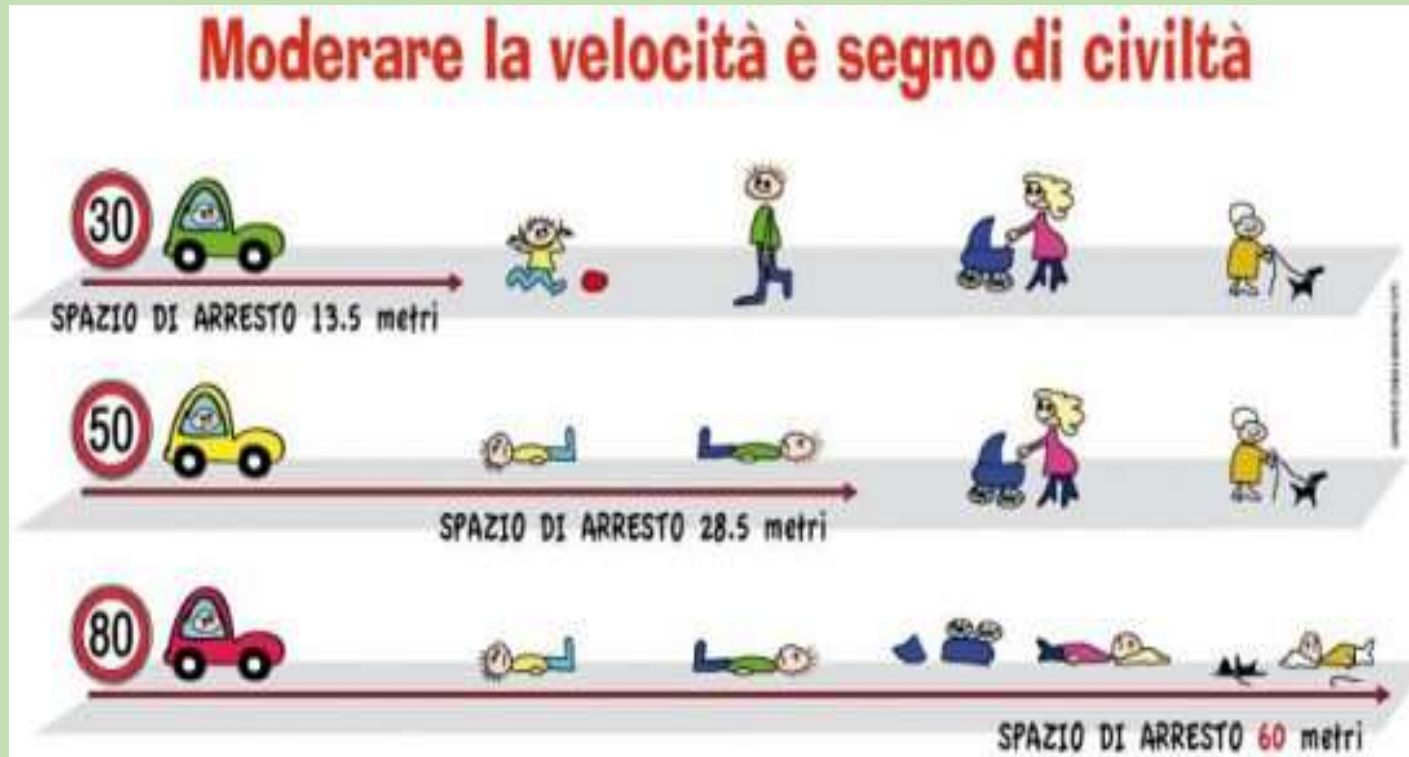 Moderare la velocità è segno di civiltà
30
SPAZIO DI ARRESTO 13.5 metri
50
SPAZIO DI ARRESTO 28.5 metri
80
SPAZIO DI ARRESTO 60 metri